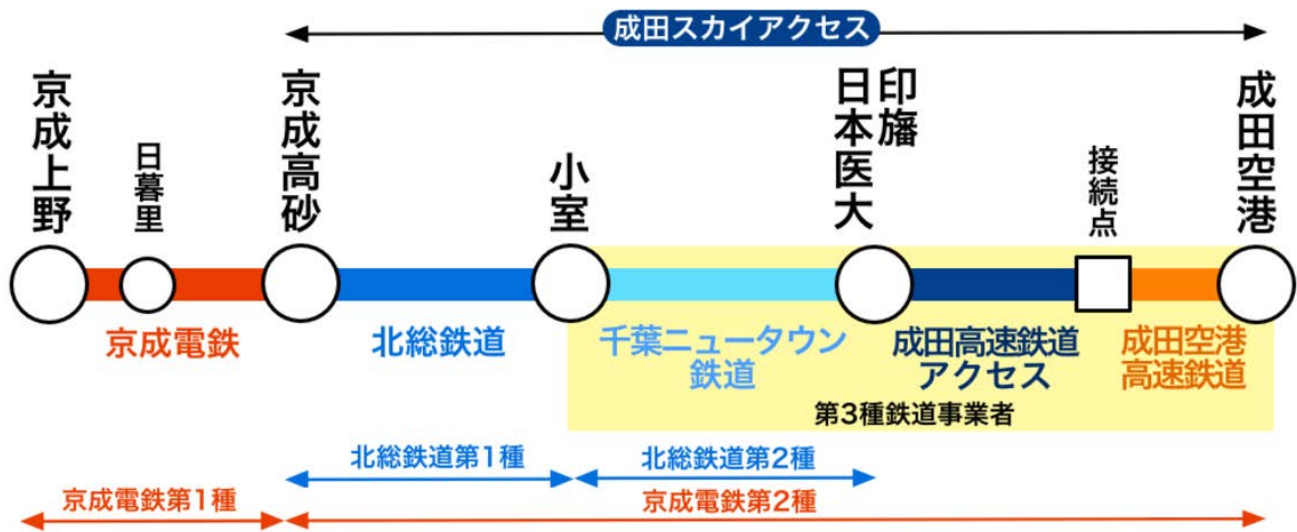 成田スカイアクセス
京成上野
日暮里
京成高砂
小室
印旛
日本医大
接続点
成田空港
京成電鉄
北総鉄道
千葉ニュータウン
鉄道
成田高速鉄道
アクセス
成田空港
高速鉄道
第3種鉄道事業者
北総鉄道第1種
北総鉄道第2種
京成電鉄第1種
京成電鉄第2種